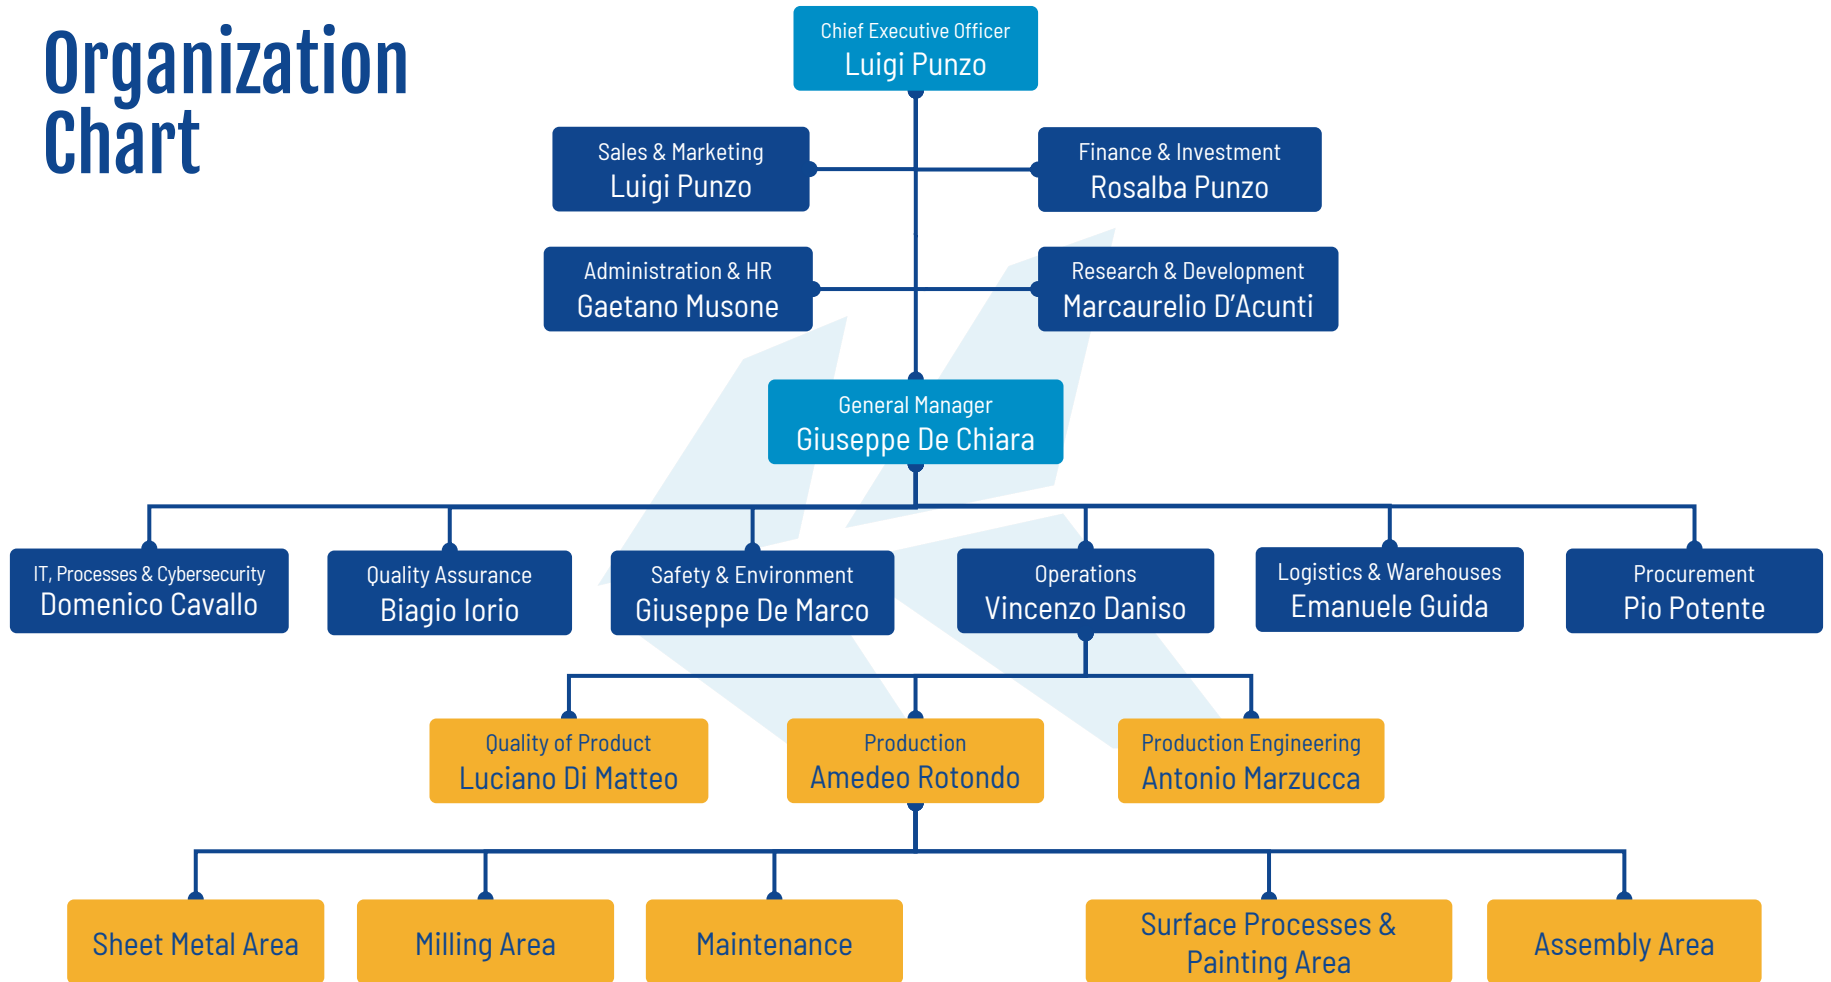 Organization
Chart
Chief Executive Officer
Luigi Punzo
Sales & Marketing
Luigi Punzo
Finance & Investment
Rosalba Punzo
Administration & HR
Gaetano Musone
Research & Development
Marcaurelio D’Acunti
General Manager
Giuseppe De Chiara
IT, Processes & Cybersecurity
Domenico Cavallo
Quality Assurance
Biagio Iorio
Safety & Environment
Giuseppe De Marco
Operations
Vincenzo Daniso
Logistics & Warehouses
Emanuele Guida
Procurement
Pio Potente
Quality of Product
Luciano Di Matteo
Production
Amedeo Rotondo
Production Engineering
Antonio Marzucca
Sheet Metal Area
Milling Area
Maintenance
Surface Processes &
Painting Area
Assembly Area